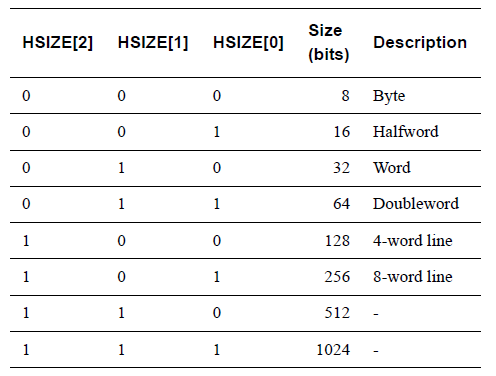 HSIZE[2] HSIZE[1] HSIZE[0] Size (bits) Description
0 0 0 8 Byte
0 0 1 16 Halfword
0 1 0 32 Word
0 1 1 64 Doubleword
1 0 0 128 4-word line
1 0 1 256 8-word line
1 1 0 512 -
1 1 1 1024 -